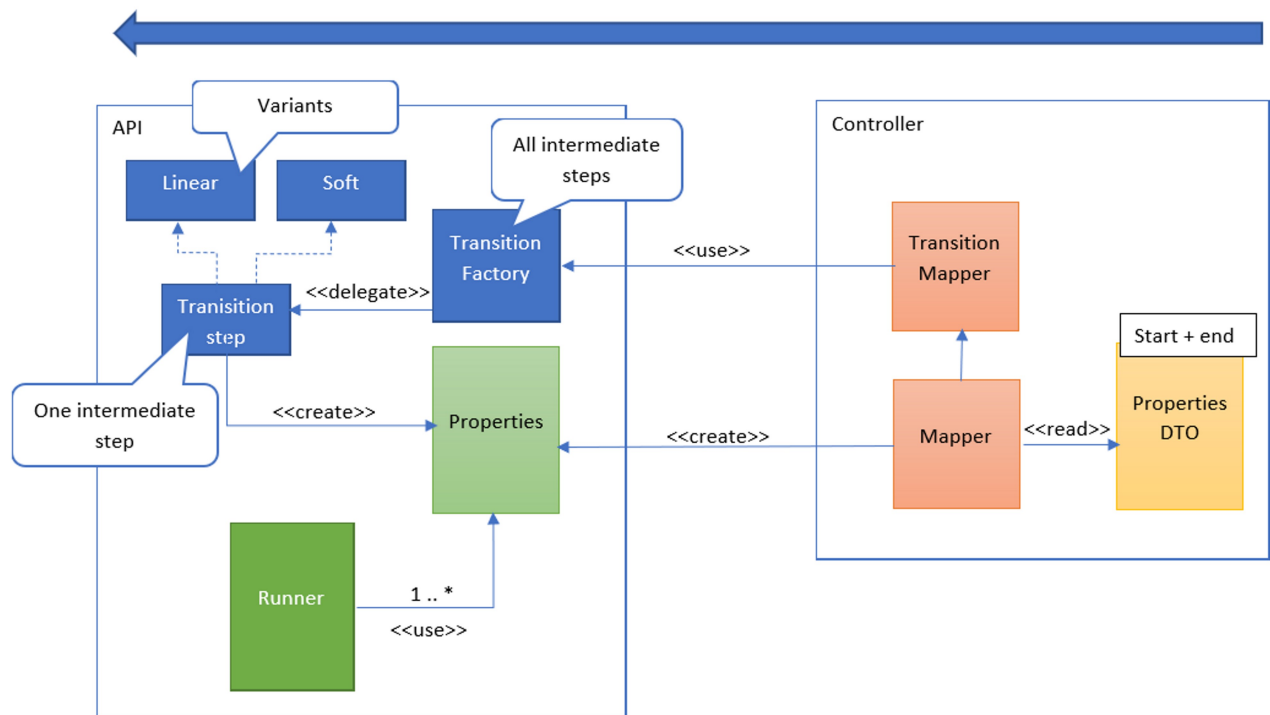 Variants
API
Controller
All intermediate
steps
Linear
Soft
Transition
Factory
<<use>>
Transition
Mapper
<<delegate>>
Tranisition
step
Start + end
One intermediate
step
<<create>>
Properties
<<create>>
Mapper
<<read>>
Properties
DTO
Runner
1 .. *
<<use>>